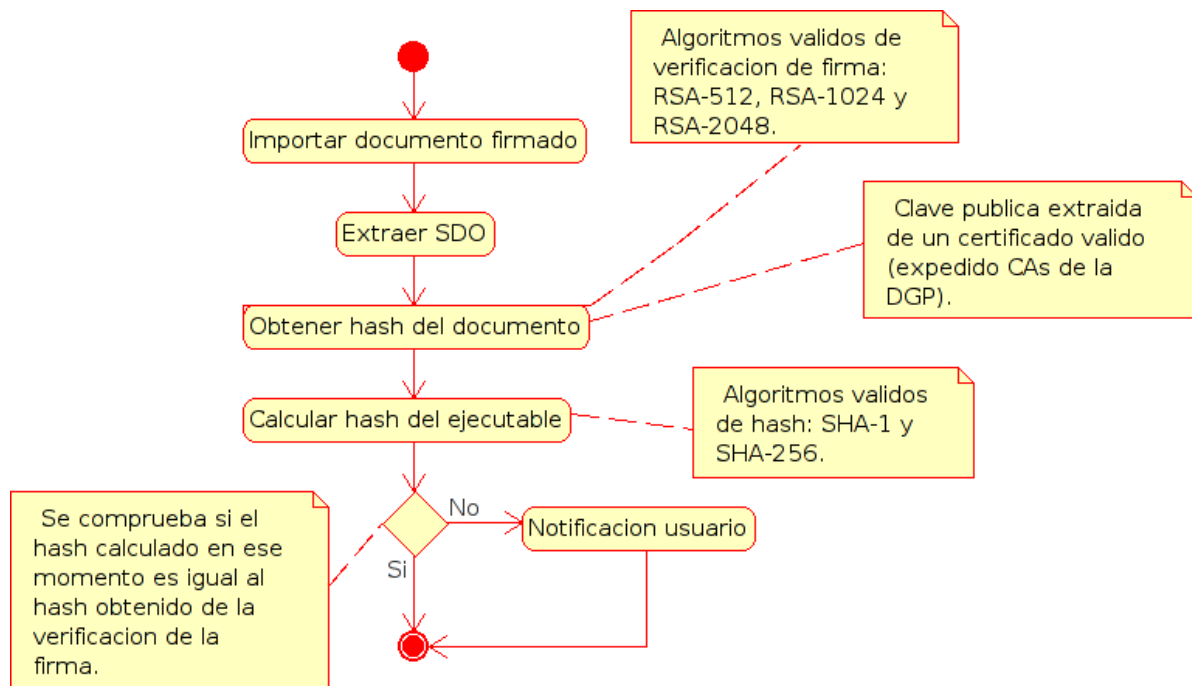 Algoritmos validos de
verificacion de firma:
RSA-512, RSA-1024 y
RSA-2048.
Importar documento firmado
Clave publica extraida
de un certificado valido
(expedido CAs de la
DGP).
Extraer SDO
Obtener hash del documento
Calcular hash del ejecutable
Algoritmos validos
de hash: SHA-1 y
SHA-256.
Se comprueba si el
hash calculado en ese
momento es igual al
hash obtenido de la
verificacion de la
firma.
No
Notificacion usuario
Si